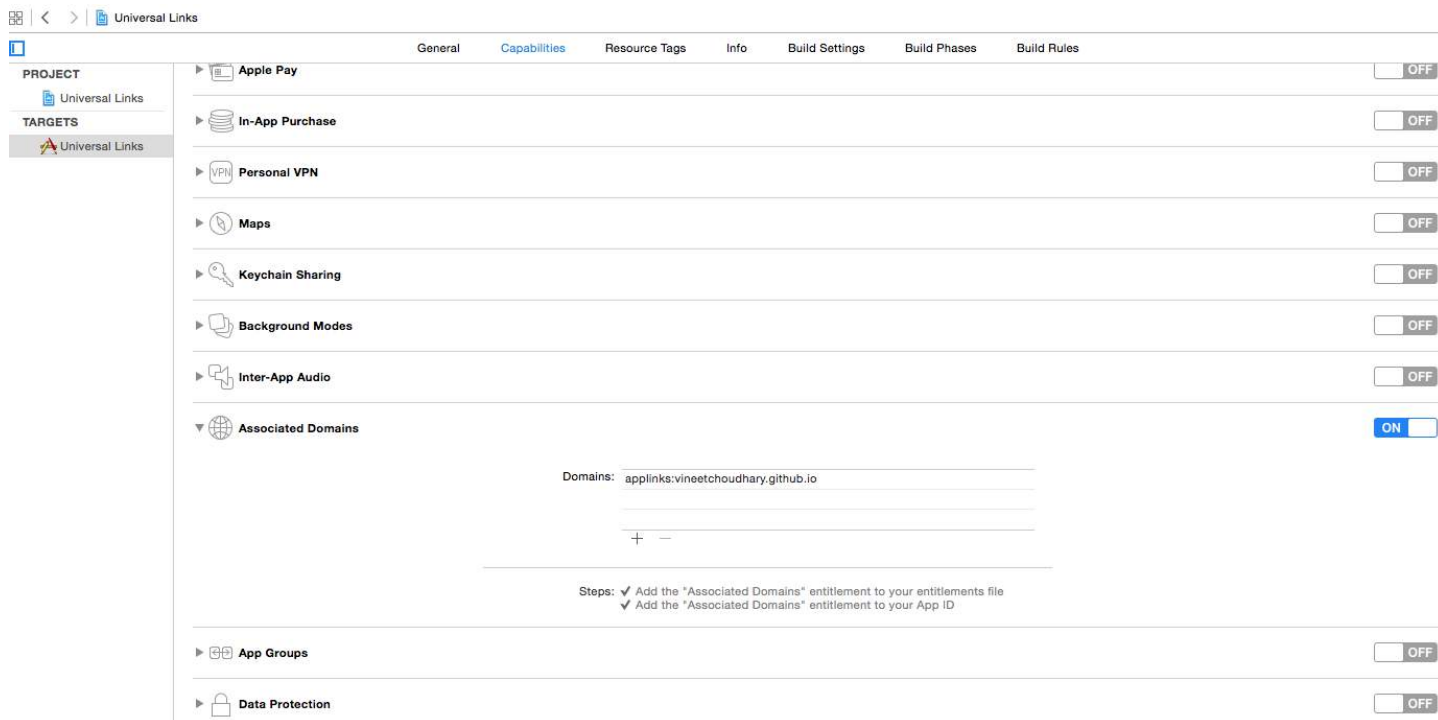 Universal Links
General Capabilities Resource Tags Info Build Settings Build Phases Build Rules
PROJECT
Universal Links
TARGETS
Universal Links
Apple Pay OFF
In-App Purchase OFF
VPN Personal VPN OFF
Maps OFF
Keychain Sharing OFF
Background Modes OFF
Inter-App Audio OFF
Associated Domains ON
Domains: applinks:vineetchoudhary.github.io
Steps: ✓ Add the "Associated Domains" entitlement to your entitlements file
✓ Add the "Associated Domains" entitlement to your App ID
App Groups OFF
Data Protection OFF